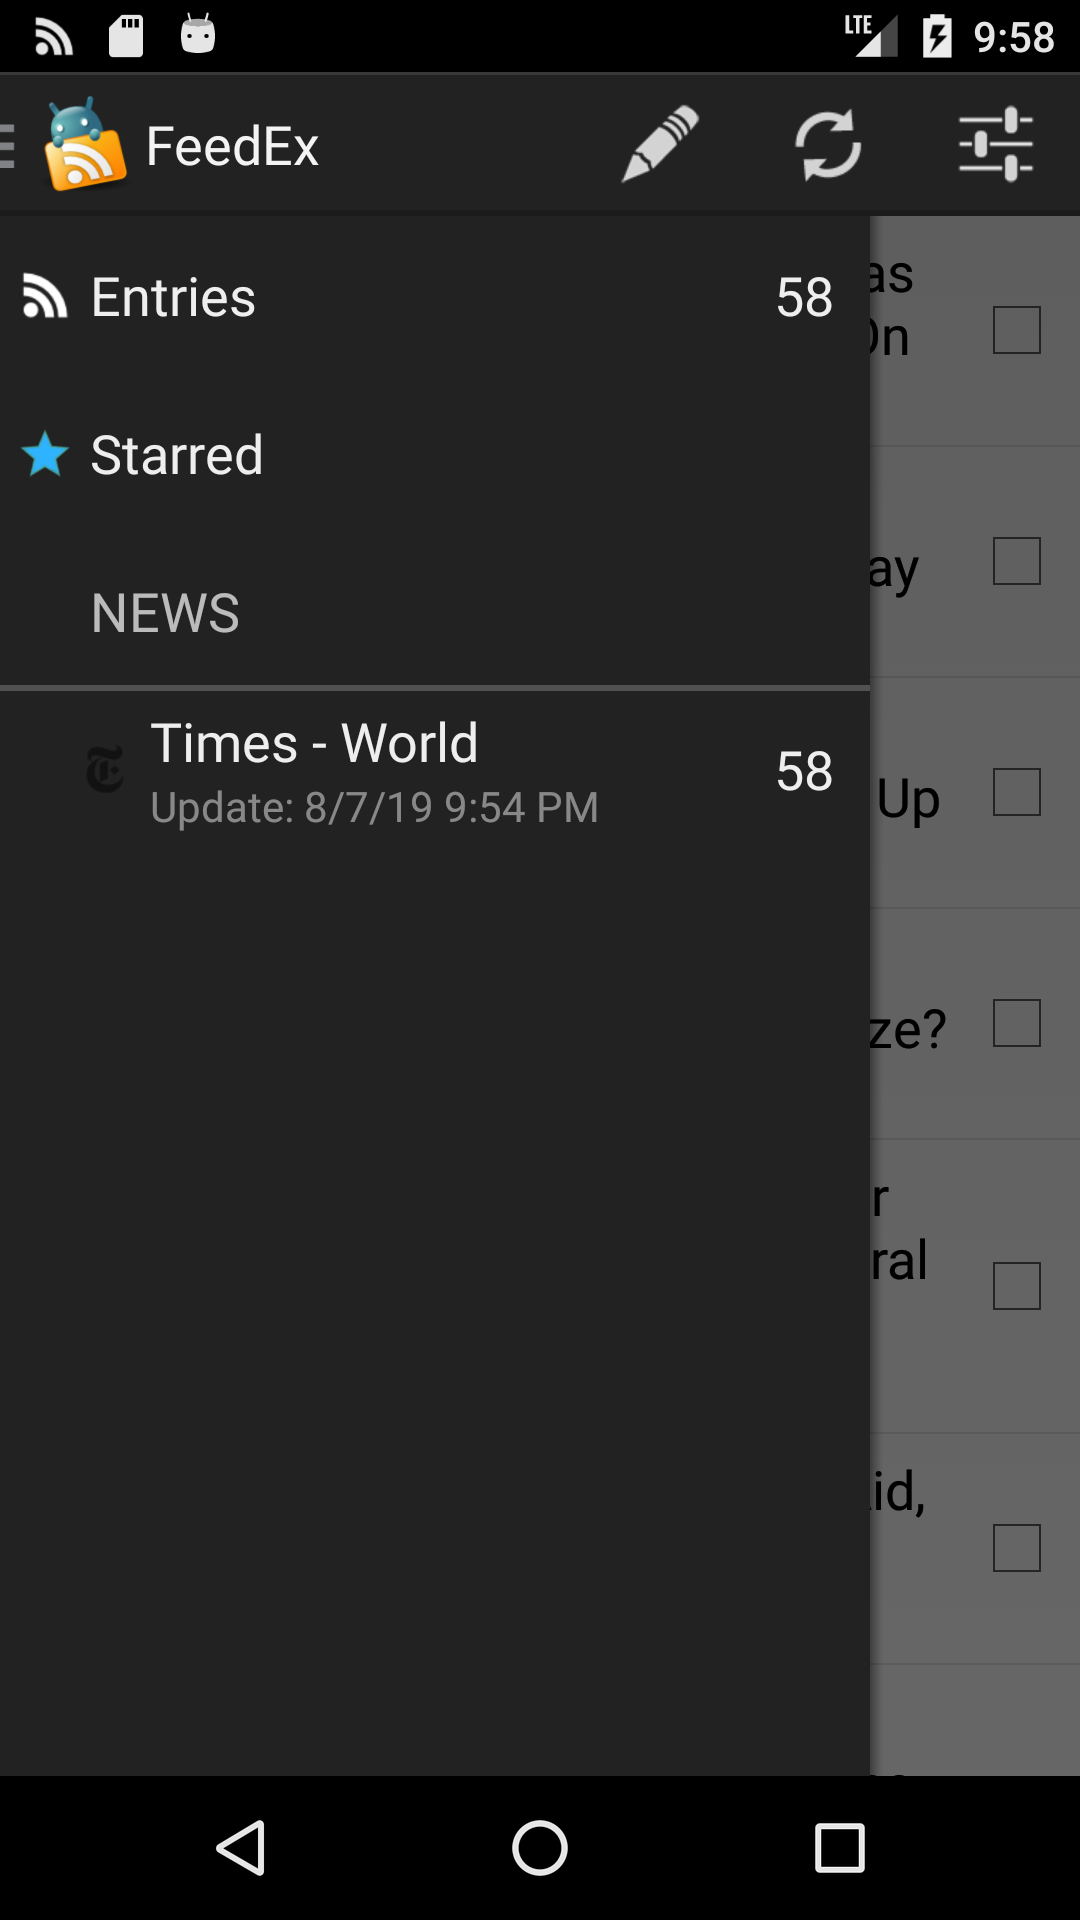 LTE 9:58
FeedEx
Entries 58
Starred
NEWS
Times - World 58
Update: 8/7/19 9:54 PM
as
On
ay
Up
ze?
r
ral
id,